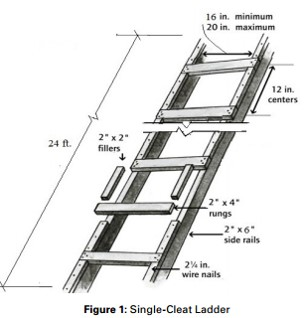 16 in. minimum
20 in. maximum
12 in.
centers
24 ft.
2" x 2"
fillers
2" x 4"
rungs
2" x 6"
side rails
2¼ in.
wire nails
Figure 1: Single-Cleat Ladder